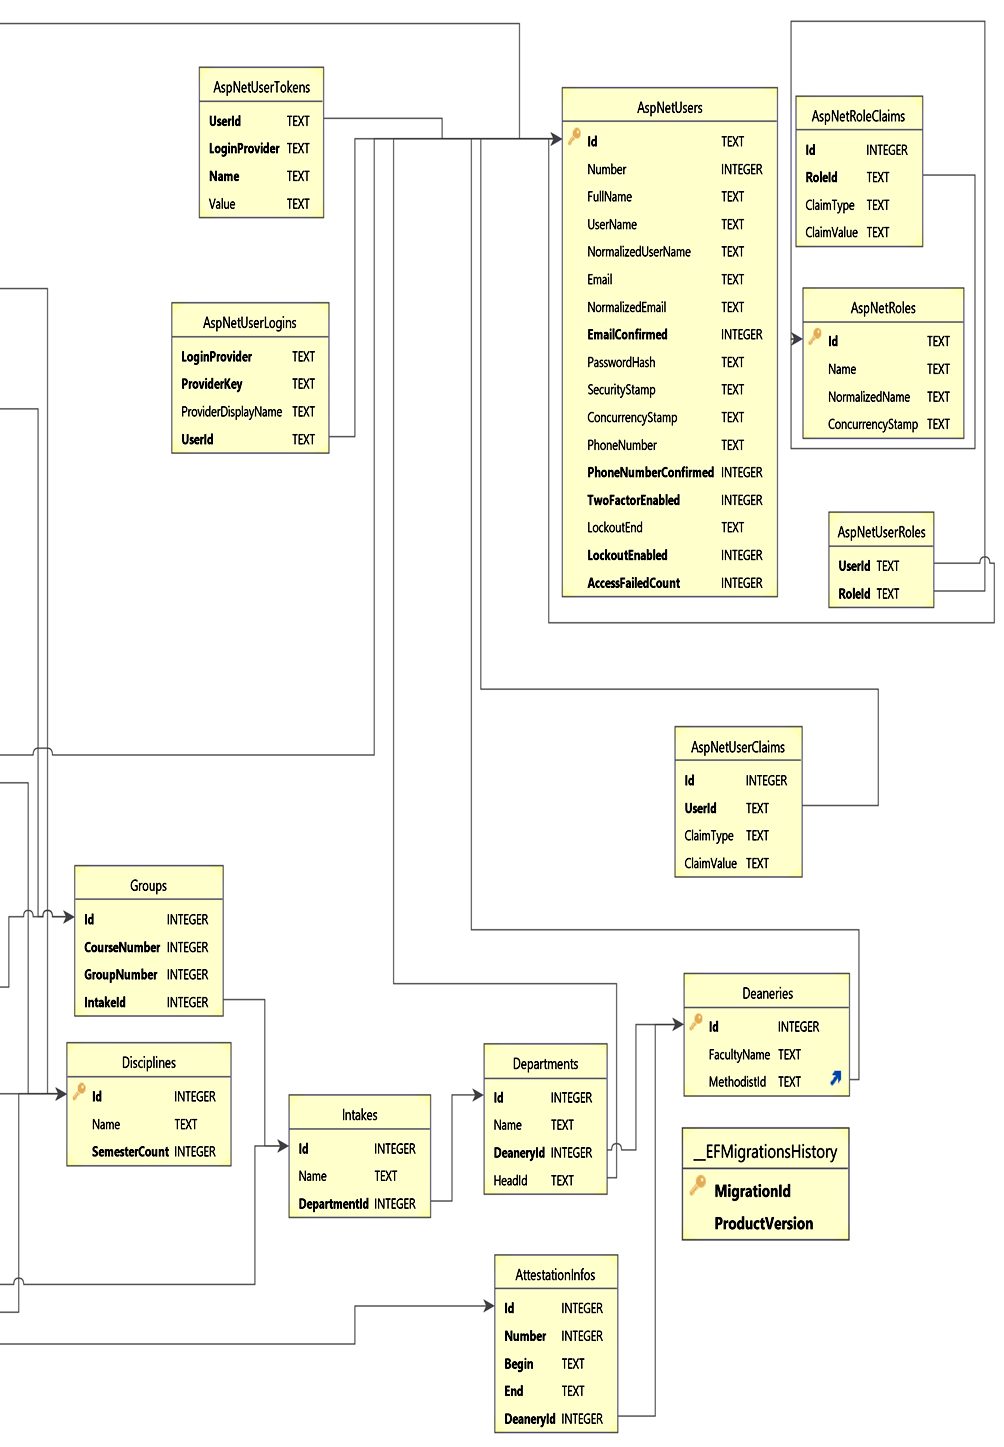 AspNetUserTokens
UserId TEXT
LoginProvider TEXT
Name TEXT
Value TEXT
AspNetUserLogins
LoginProvider TEXT
ProviderKey TEXT
ProviderDisplayName TEXT
UserId TEXT
AspNetUsers
Id TEXT
Number INTEGER
FullName TEXT
UserName TEXT
NormalizedUserName TEXT
Email TEXT
NormalizedEmail TEXT
EmailConfirmed INTEGER
PasswordHash TEXT
SecurityStamp TEXT
ConcurrencyStamp TEXT
PhoneNumber TEXT
PhoneNumberConfirmed INTEGER
TwoFactorEnabled INTEGER
LockoutEnd TEXT
LockoutEnabled INTEGER
AccessFailedCount INTEGER
AspNetRoleClaims
Id INTEGER
RoleId TEXT
ClaimType TEXT
ClaimValue TEXT
AspNetRoles
Id TEXT
Name TEXT
NormalizedName TEXT
ConcurrencyStamp TEXT
AspNetUserRoles
UserId TEXT
RoleId TEXT
AspNetUserClaims
Id INTEGER
UserId TEXT
ClaimType TEXT
ClaimValue TEXT
Groups
Id INTEGER
CourseNumber INTEGER
GroupNumber INTEGER
IntakeId INTEGER
Disciplines
Id INTEGER
Name TEXT
SemesterCount INTEGER
Intakes
Id INTEGER
Name TEXT
DepartmentId INTEGER
Departments
Id INTEGER
Name TEXT
DeaneryId INTEGER
HeadId TEXT
Deaneries
Id INTEGER
FacultyName TEXT
MethodistId TEXT
__EFMigrationsHistory
MigrationId
ProductVersion
AttestationInfos
Id INTEGER
Number INTEGER
Begin TEXT
End TEXT
DeaneryId INTEGER